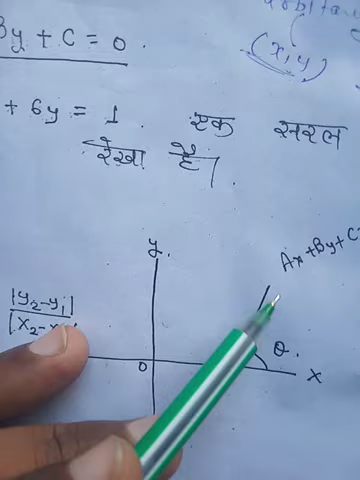 By + C = 0.
(x, y)
+ 6y = 1. एक सरल
रेखा है।
y
Ax + By + C
|y₂-y₁|
θ.
0
x